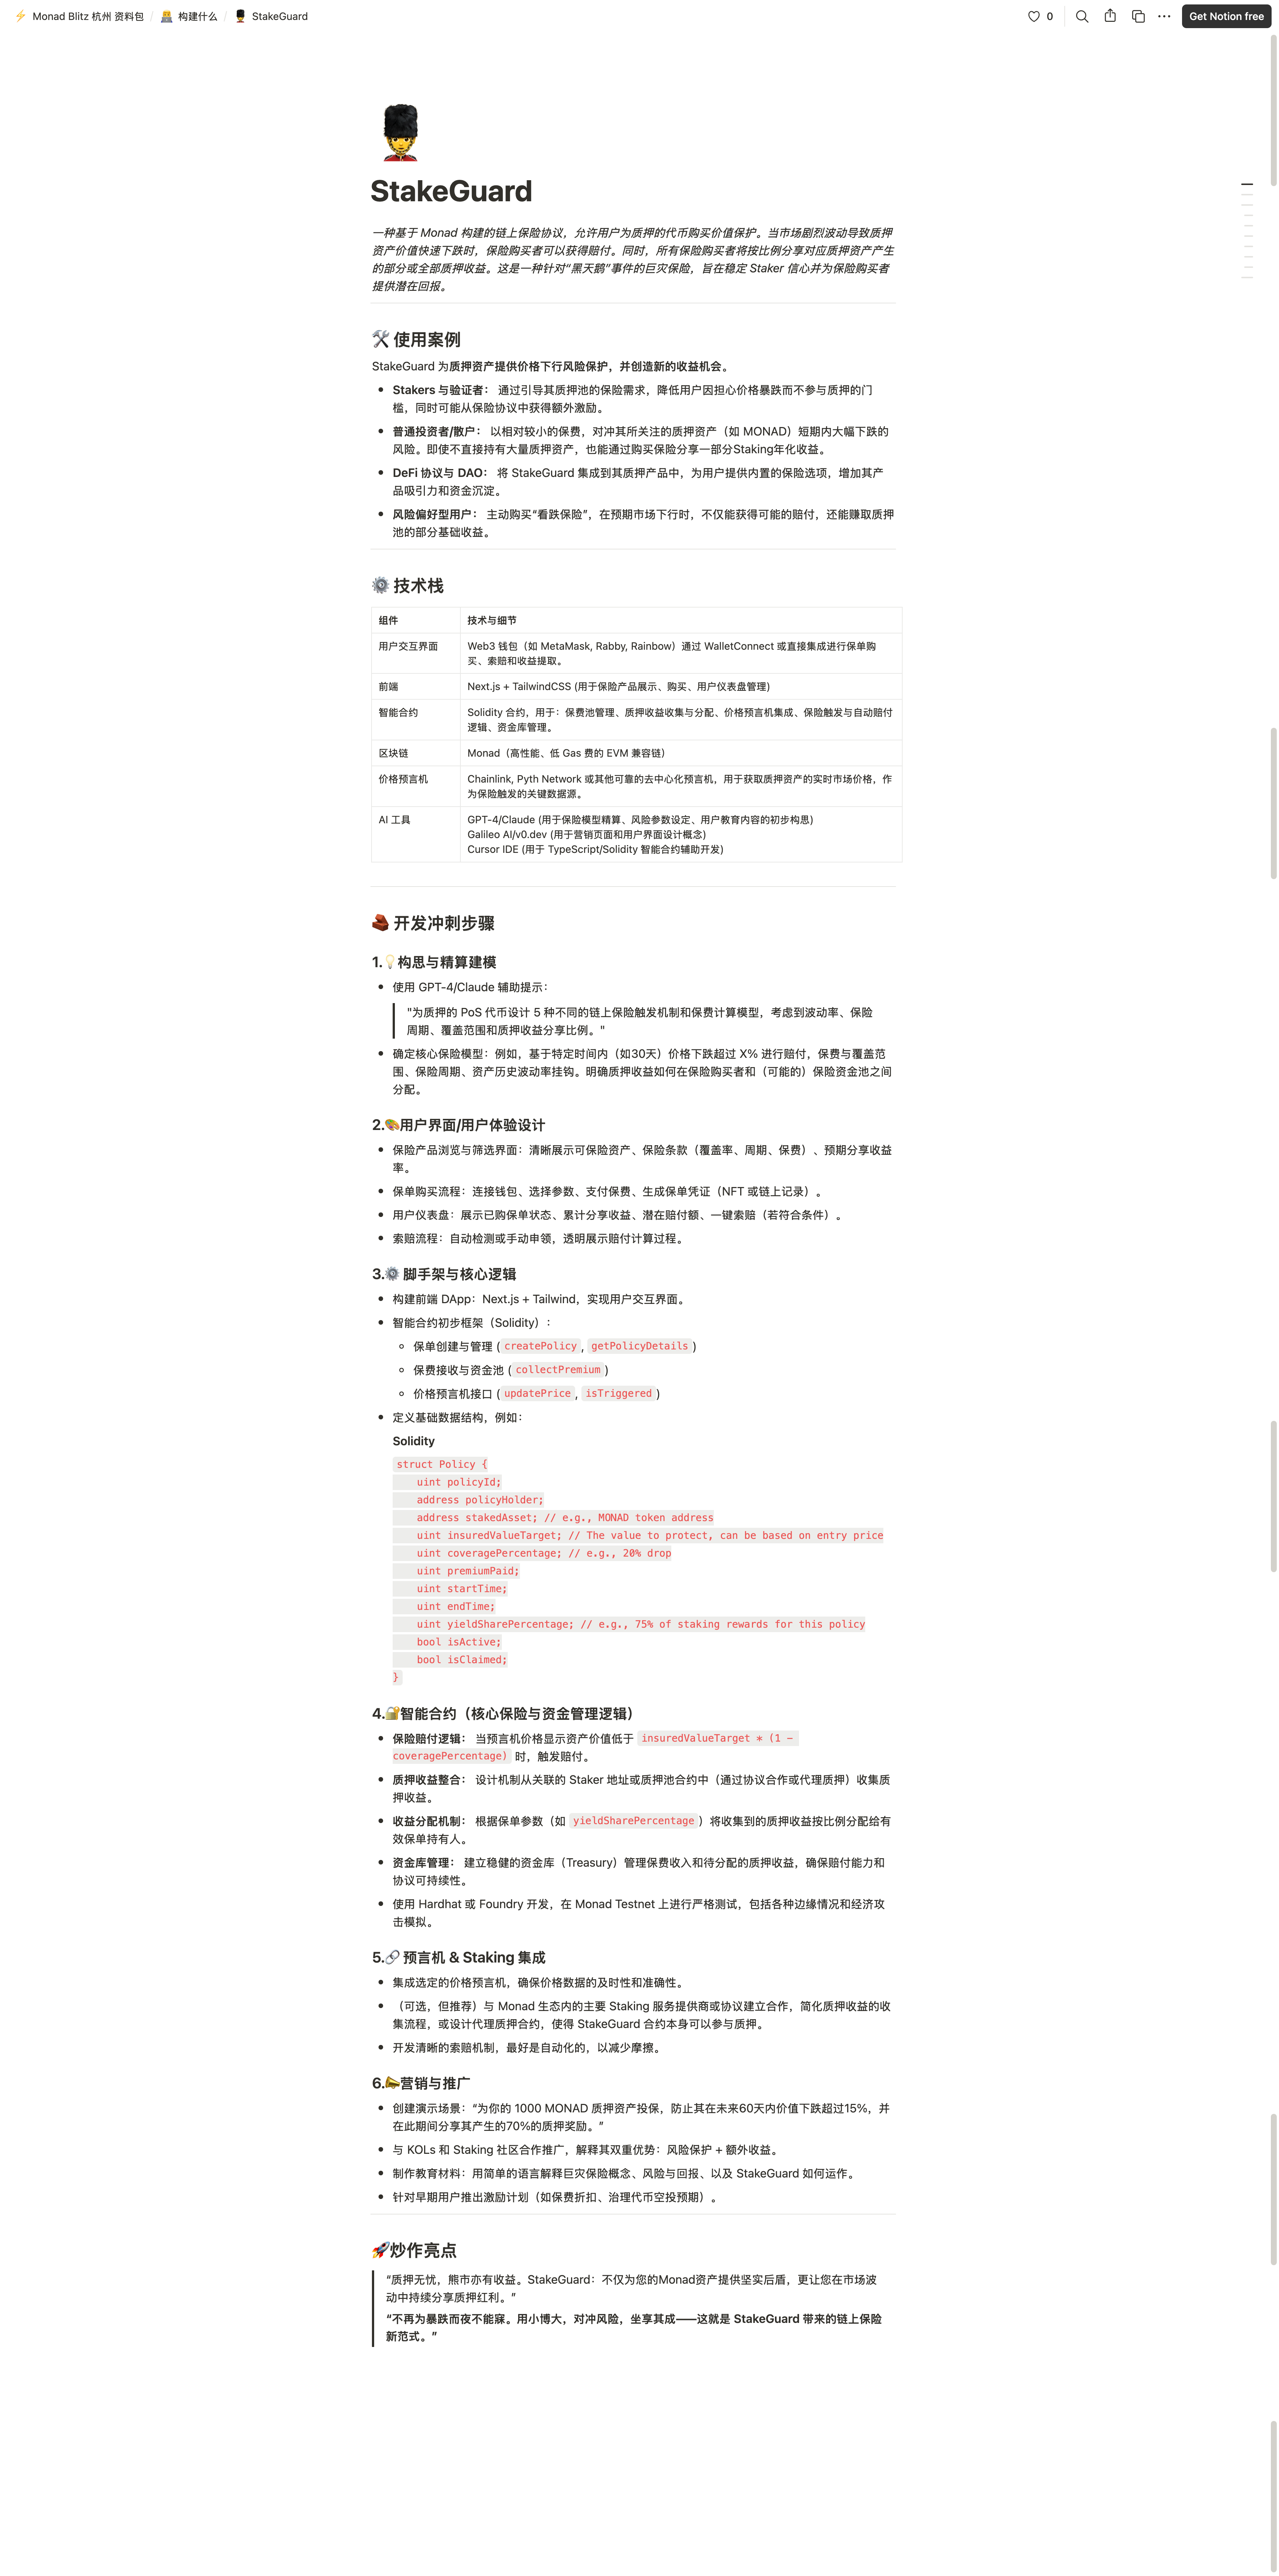 Monad Blitz 杭州 资料包 / 构建什么 / StakeGuard
0
Get Notion free
StakeGuard
一种基于 Monad 构建的链上保险协议，允许用户为质押的代币购买价值保护。当市场剧烈波动导致质押
资产价值快速下跌时，保险购买者可以获得赔付。同时，所有保险购买者将按比例分享对应质押资产产生
的部分或全部质押收益。这是一种针对“黑天鹅”事件的巨灾保险，旨在稳定 Staker 信心并为保险购买者
提供潜在回报。
🛠️ 使用案例
StakeGuard 为质押资产提供价格下行风险保护，并创造新的收益机会。
• Stakers 与验证者： 通过引导其质押池的保险需求，降低用户因担心价格暴跌而不参与质押的门
槛，同时可能从保险协议中获得额外激励。
• 普通投资者/散户： 以相对较小的保费，对冲其所关注的质押资产（如 MONAD）短期内大幅下跌的
风险。即使不直接持有大量质押资产，也能通过购买保险分享一部分Staking年化收益。
• DeFi 协议与 DAO： 将 StakeGuard 集成到其质押产品中，为用户提供内置的保险选项，增加其产
品吸引力和资金沉淀。
• 风险偏好型用户： 主动购买“看跌保险”，在预期市场下行时，不仅能获得可能的赔付，还能赚取质押
池的部分基础收益。
⚙️ 技术栈
组件 技术与细节
用户交互界面 Web3 钱包（如 MetaMask, Rabby, Rainbow）通过 WalletConnect 或直接集成进行保单购
买、索赔和收益提取。
前端 Next.js + TailwindCSS (用于保险产品展示、购买、用户仪表盘管理)
智能合约 Solidity 合约，用于：保费池管理、质押收益收集与分配、价格预言机集成、保险触发与自动赔付
逻辑、资金库管理。
区块链 Monad（高性能、低 Gas 费的 EVM 兼容链）
价格预言机 Chainlink, Pyth Network 或其他可靠的去中心化预言机，用于获取质押资产的实时市场价格，作
为保险触发的关键数据源。
AI 工具 GPT-4/Claude (用于保险模型精算、风险参数设定、用户教育内容的初步构思)
Galileo AI/v0.dev (用于营销页面和用户界面设计概念)
Cursor IDE (用于 TypeScript/Solidity 智能合约辅助开发)
🧱 开发冲刺步骤
1.💡构思与精算建模
• 使用 GPT-4/Claude 辅助提示：
"为质押的 PoS 代币设计 5 种不同的链上保险触发机制和保费计算模型，考虑到波动率、保险
周期、覆盖范围和质押收益分享比例。"
• 确定核心保险模型：例如，基于特定时间内（如30天）价格下跌超过 X% 进行赔付，保费与覆盖范
围、保险周期、资产历史波动率挂钩。明确质押收益如何在保险购买者和（可能的）保险资金池之间
分配。
2.🎨用户界面/用户体验设计
• 保险产品浏览与筛选界面：清晰展示可保险资产、保险条款（覆盖率、周期、保费）、预期分享收益
率。
• 保单购买流程：连接钱包、选择参数、支付保费、生成保单凭证（NFT 或链上记录）。
• 用户仪表盘：展示已购保单状态、累计分享收益、潜在赔付额、一键索赔（若符合条件）。
• 索赔流程：自动检测或手动申领，透明展示赔付计算过程。
3.⚙️ 脚手架与核心逻辑
• 构建前端 DApp：Next.js + Tailwind，实现用户交互界面。
• 智能合约初步框架（Solidity）：
◦ 保单创建与管理 (createPolicy, getPolicyDetails)
◦ 保费接收与资金池 (collectPremium)
◦ 价格预言机接口 (updatePrice, isTriggered)
• 定义基础数据结构，例如：
Solidity
struct Policy {
uint policyId;
address policyHolder;
address stakedAsset; // e.g., MONAD token address
uint insuredValueTarget; // The value to protect, can be based on entry price
uint coveragePercentage; // e.g., 20% drop
uint premiumPaid;
uint startTime;
uint endTime;
uint yieldSharePercentage; // e.g., 75% of staking rewards for this policy
bool isActive;
bool isClaimed;
}
4.🔐智能合约（核心保险与资金管理逻辑）
• 保险赔付逻辑： 当预言机价格显示资产价值低于 insuredValueTarget * (1 -
coveragePercentage) 时，触发赔付。
• 质押收益整合： 设计机制从关联的 Staker 地址或质押池合约中（通过协议合作或代理质押）收集质
押收益。
• 收益分配机制： 根据保单参数（如 yieldSharePercentage）将收集到的质押收益按比例分配给有
效保单持有人。
• 资金库管理： 建立稳健的资金库（Treasury）管理保费收入和待分配的质押收益，确保赔付能力和
协议可持续性。
• 使用 Hardhat 或 Foundry 开发，在 Monad Testnet 上进行严格测试，包括各种边缘情况和经济攻
击模拟。
5.🔗 预言机 & Staking 集成
• 集成选定的价格预言机，确保价格数据的及时性和准确性。
• （可选，但推荐）与 Monad 生态内的主要 Staking 服务提供商或协议建立合作，简化质押收益的收
集流程，或设计代理质押合约，使得 StakeGuard 合约本身可以参与质押。
• 开发清晰的索赔机制，最好是自动化的，以减少摩擦。
6.📣营销与推广
• 创建演示场景：“为你的 1000 MONAD 质押资产投保，防止其在未来60天内价值下跌超过15%，并
在此期间分享其产生的70%的质押奖励。”
• 与 KOLs 和 Staking 社区合作推广，解释其双重优势：风险保护 + 额外收益。
• 制作教育材料：用简单的语言解释巨灾保险概念、风险与回报、以及 StakeGuard 如何运作。
• 针对早期用户推出激励计划（如保费折扣、治理代币空投预期）。
🚀炒作亮点
“质押无忧，熊市亦有收益。StakeGuard：不仅为您的Monad资产提供坚实后盾，更让您在市场波
动中持续分享质押红利。”
“不再为暴跌而夜不能寐。用小博大，对冲风险，坐享其成——这就是 StakeGuard 带来的链上保险
新范式。”